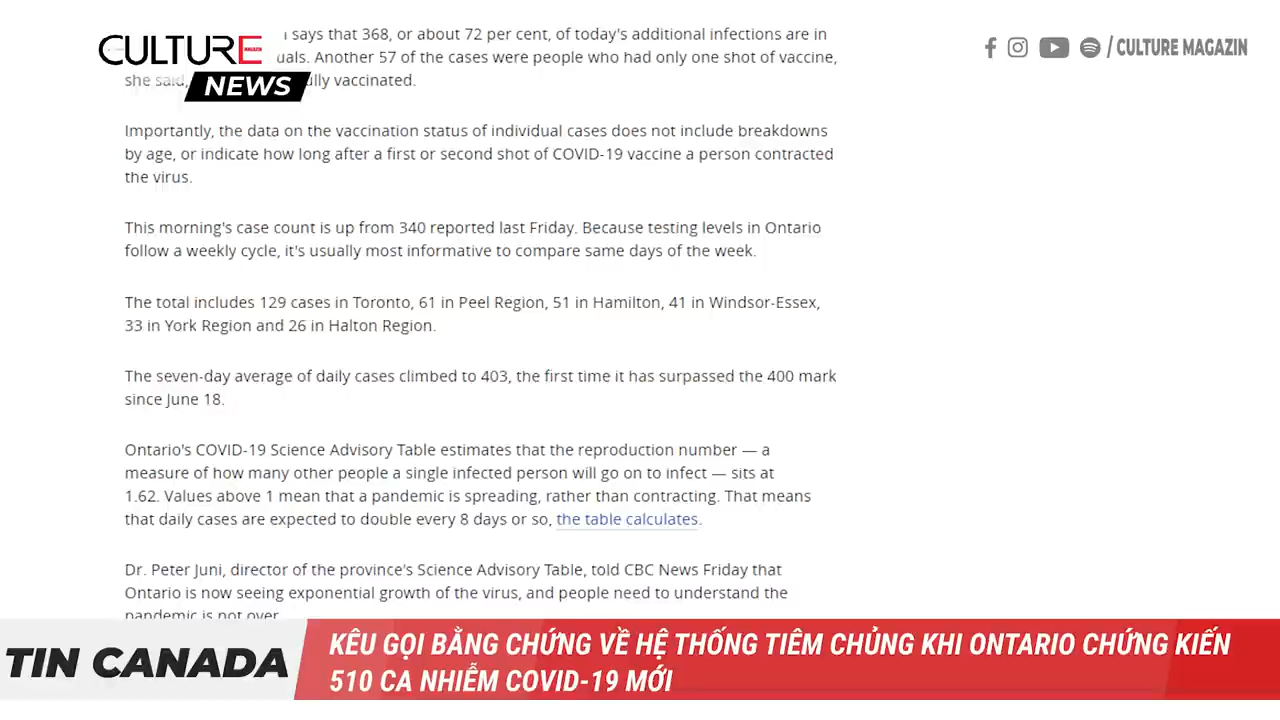 CULTURE
MAGAZIN
NEWS
/ CULTURE MAGAZIN
says that 368, or about 72 per cent, of today's additional infections are in
uals. Another 57 of the cases were people who had only one shot of vaccine,
she said, ully vaccinated.
Importantly, the data on the vaccination status of individual cases does not include breakdowns
by age, or indicate how long after a first or second shot of COVID-19 vaccine a person contracted
the virus.
This morning's case count is up from 340 reported last Friday. Because testing levels in Ontario
follow a weekly cycle, it's usually most informative to compare same days of the week.
The total includes 129 cases in Toronto, 61 in Peel Region, 51 in Hamilton, 41 in Windsor-Essex,
33 in York Region and 26 in Halton Region.
The seven-day average of daily cases climbed to 403, the first time it has surpassed the 400 mark
since June 18.
Ontario's COVID-19 Science Advisory Table estimates that the reproduction number — a
measure of how many other people a single infected person will go on to infect — sits at
1.62. Values above 1 mean that a pandemic is spreading, rather than contracting. That means
that daily cases are expected to double every 8 days or so, the table calculates.
Dr. Peter Juni, director of the province's Science Advisory Table, told CBC News Friday that
Ontario is now seeing exponential growth of the virus, and people need to understand the
pandemic is not over
TIN CANADA
KÊU GỌI BẰNG CHỨNG VỀ HỆ THỐNG TIÊM CHỦNG KHI ONTARIO CHỨNG KIẾN
510 CA NHIỄM COVID-19 MỚI